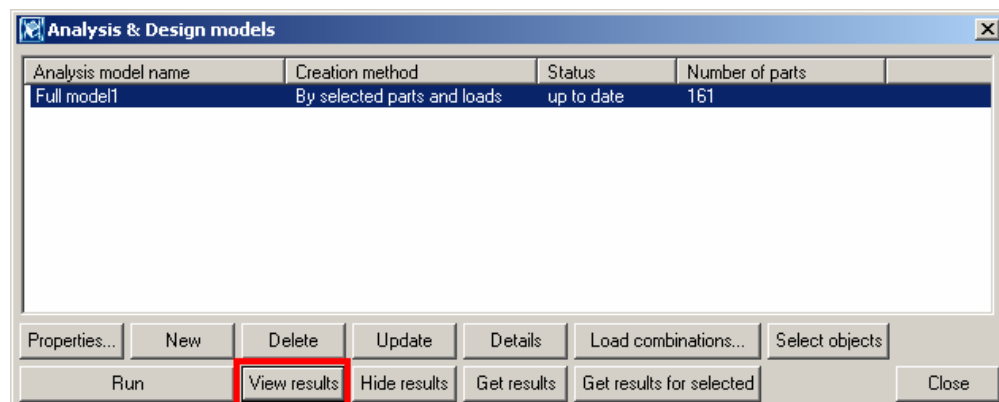 Analysis & Design models
Analysis model name Creation method Status Number of parts
Full model1 By selected parts and loads up to date 161
Properties... New Delete Update Details Load combinations... Select objects
Run View results Hide results Get results Get results for selected Close